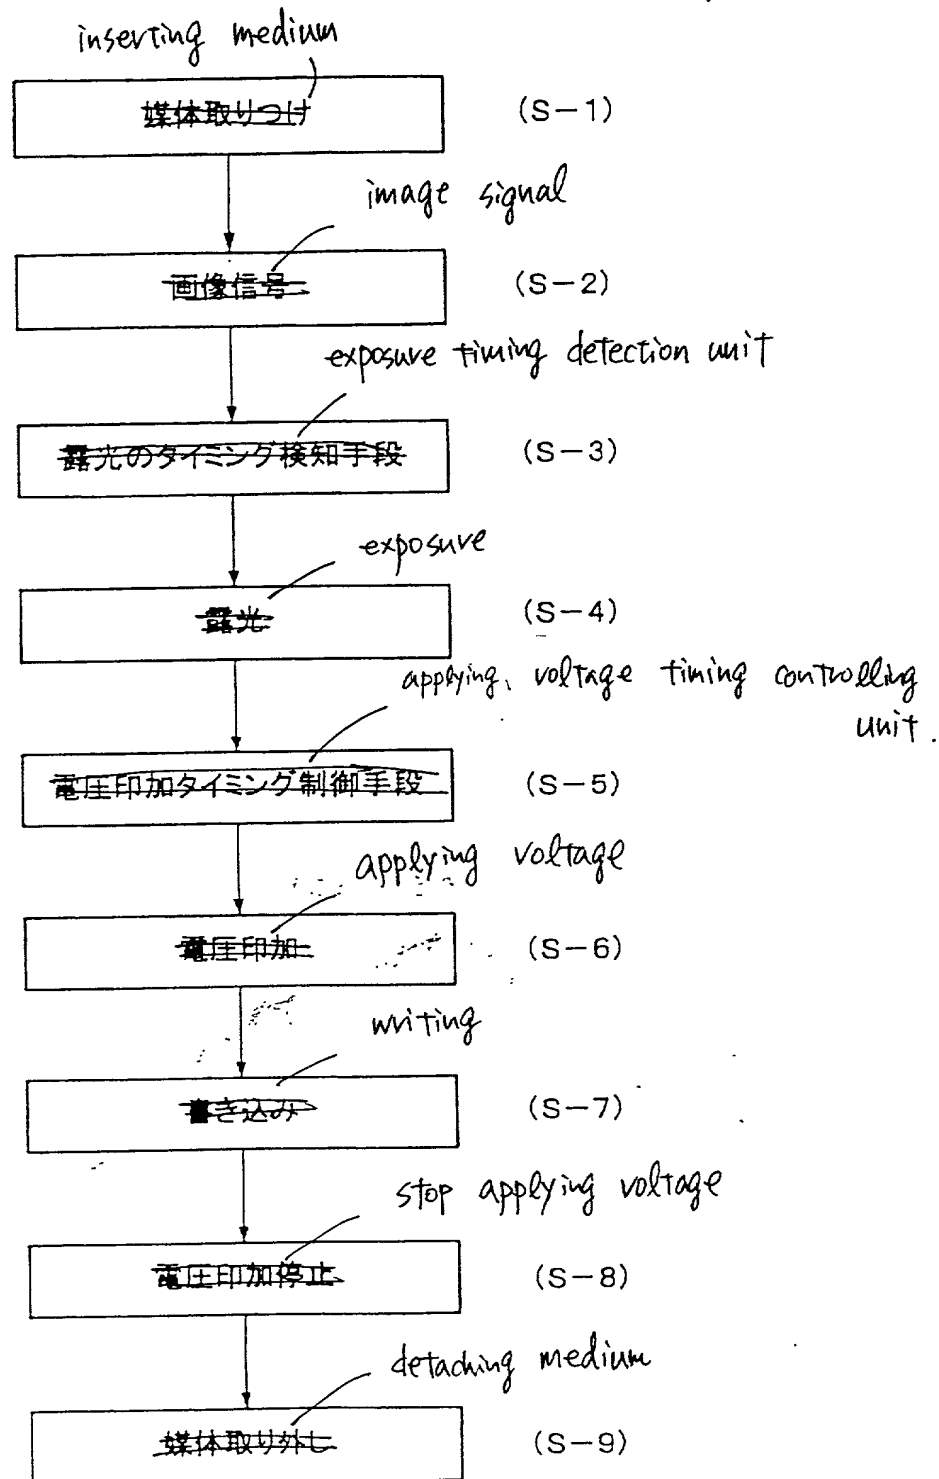 inserting medium
媒体取りつけ (S-1)
image signal
画像信号 (S-2)
exposure timing detection unit
露光のタイミング検知手段 (S-3)
exposure
露光 (S-4)
applying, voltage timing controlling
unit.
電圧印加タイミング制御手段 (S-5)
applying voltage
電圧印加 (S-6)
writing
書き込み (S-7)
stop applying voltage
電圧印加停止 (S-8)
detaching medium
媒体取り外し (S-9)